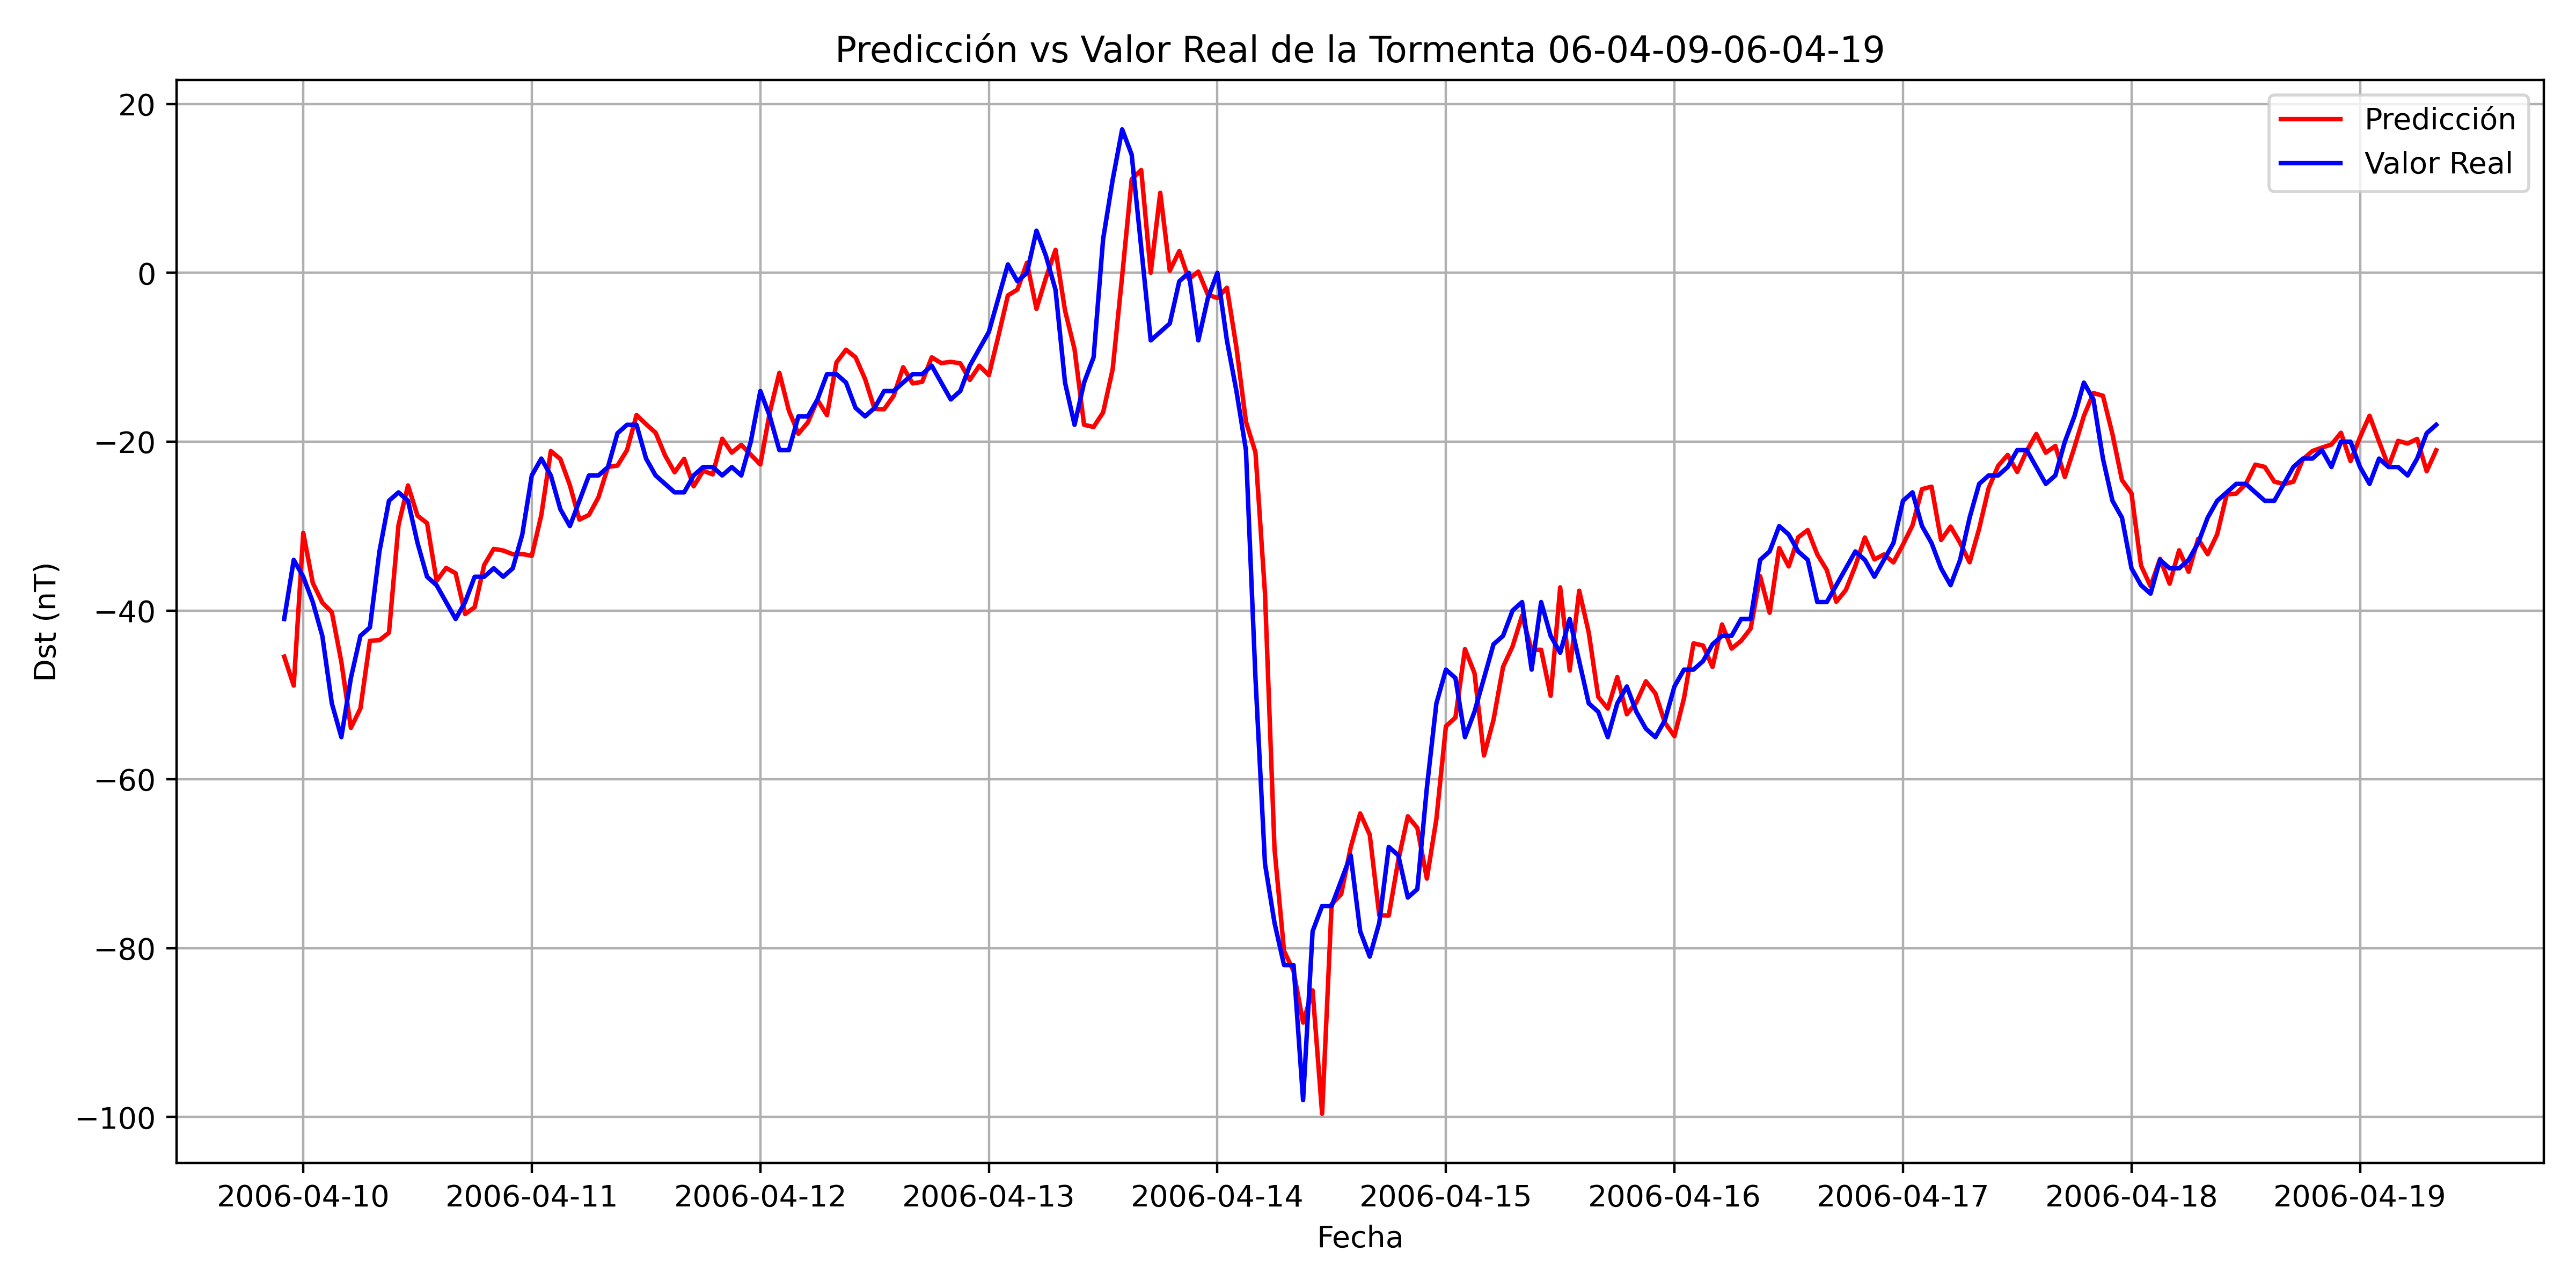 Predicción vs Valor Real de la Tormenta 06-04-09-06-04-19
Predicción
Valor Real
20
0
−20
−40
−60
−80
−100
Dst (nT)
2006-04-10 2006-04-11 2006-04-12 2006-04-13 2006-04-14 2006-04-15 2006-04-16 2006-04-17 2006-04-18 2006-04-19
Fecha